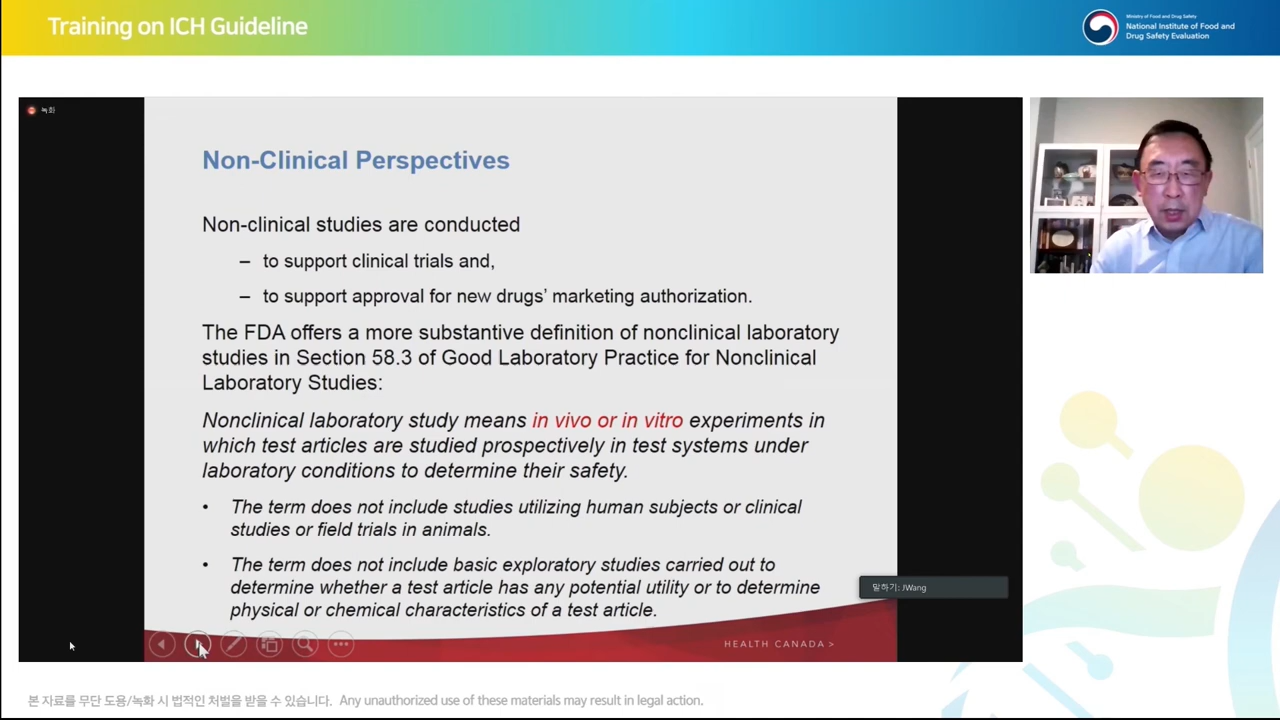 Training on ICH Guideline
Ministry of Food and Drug Safety
National Institute of Food and
Drug Safety Evaluation
녹화
Non-Clinical Perspectives
Non-clinical studies are conducted
– to support clinical trials and,
– to support approval for new drugs’ marketing authorization.
The FDA offers a more substantive definition of nonclinical laboratory
studies in Section 58.3 of Good Laboratory Practice for Nonclinical
Laboratory Studies:
Nonclinical laboratory study means in vivo or in vitro experiments in
which test articles are studied prospectively in test systems under
laboratory conditions to determine their safety.
• The term does not include studies utilizing human subjects or clinical
studies or field trials in animals.
• The term does not include basic exploratory studies carried out to
determine whether a test article has any potential utility or to determine
physical or chemical characteristics of a test article.
말하기: JWang
HEALTH CANADA >
본 자료를 무단 도용/녹화 시 법적인 처벌을 받을 수 있습니다. Any unauthorized use of these materials may result in legal action.